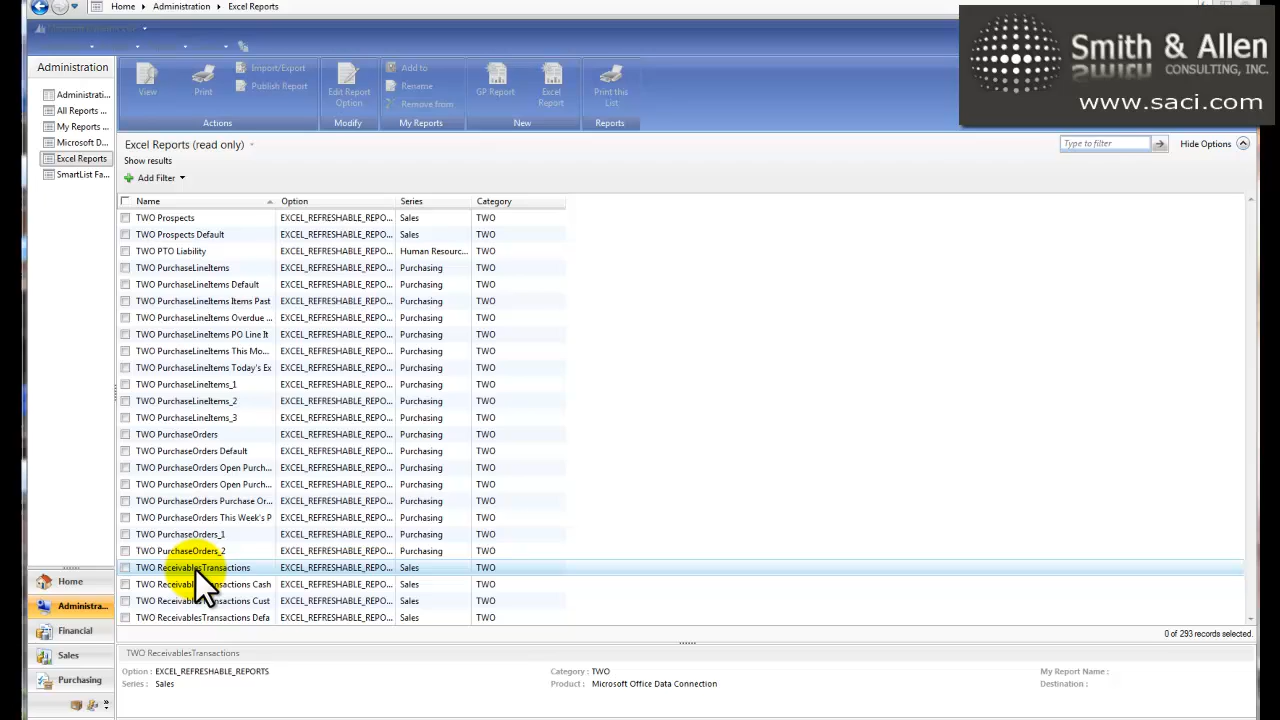 Home ▸ Administration ▸ Excel Reports
Smith & Allen
CONSULTING, INC.
www.saci.com
Administration
Administrati...
All Reports ...
My Reports ...
Microsoft D...
Excel Reports
SmartList Fa...
View
Print
Import/Export
Publish Report
Actions
Edit Report Option
Modify
Add to
Rename
Remove from
My Reports
GP Report
Excel Report
New
Print this List
Reports
Excel Reports (read only)
Type to filter
Hide Options
Show results
Add Filter
Name Option Series Category
TWO Prospects EXCEL_REFRESHABLE_REPO... Sales TWO
TWO Prospects Default EXCEL_REFRESHABLE_REPO... Sales TWO
TWO PTO Liability EXCEL_REFRESHABLE_REPO... Human Resourc... TWO
TWO PurchaseLineItems EXCEL_REFRESHABLE_REPO... Purchasing TWO
TWO PurchaseLineItems Default EXCEL_REFRESHABLE_REPO... Purchasing TWO
TWO PurchaseLineItems Items Past EXCEL_REFRESHABLE_REPO... Purchasing TWO
TWO PurchaseLineItems Overdue ... EXCEL_REFRESHABLE_REPO... Purchasing TWO
TWO PurchaseLineItems PO Line It EXCEL_REFRESHABLE_REPO... Purchasing TWO
TWO PurchaseLineItems This Mo... EXCEL_REFRESHABLE_REPO... Purchasing TWO
TWO PurchaseLineItems Today's Ex EXCEL_REFRESHABLE_REPO... Purchasing TWO
TWO PurchaseLineItems_1 EXCEL_REFRESHABLE_REPO... Purchasing TWO
TWO PurchaseLineItems_2 EXCEL_REFRESHABLE_REPO... Purchasing TWO
TWO PurchaseLineItems_3 EXCEL_REFRESHABLE_REPO... Purchasing TWO
TWO PurchaseOrders EXCEL_REFRESHABLE_REPO... Purchasing TWO
TWO PurchaseOrders Default EXCEL_REFRESHABLE_REPO... Purchasing TWO
TWO PurchaseOrders Open Purch... EXCEL_REFRESHABLE_REPO... Purchasing TWO
TWO PurchaseOrders Open Purch... EXCEL_REFRESHABLE_REPO... Purchasing TWO
TWO PurchaseOrders Purchase Or... EXCEL_REFRESHABLE_REPO... Purchasing TWO
TWO PurchaseOrders This Week's P EXCEL_REFRESHABLE_REPO... Purchasing TWO
TWO PurchaseOrders_1 EXCEL_REFRESHABLE_REPO... Purchasing TWO
TWO PurchaseOrders_2 EXCEL_REFRESHABLE_REPO... Purchasing TWO
TWO ReceivablesTransactions EXCEL_REFRESHABLE_REPO... Sales TWO
TWO ReceivablesTransactions Cash EXCEL_REFRESHABLE_REPO... Sales TWO
TWO ReceivablesTransactions Cust EXCEL_REFRESHABLE_REPO... Sales TWO
TWO ReceivablesTransactions Defa EXCEL_REFRESHABLE_REPO... Sales TWO
Home
Administra...
Financial
Sales
Purchasing
0 of 293 records selected.
TWO ReceivablesTransactions
Option : EXCEL_REFRESHABLE_REPORTS Category : TWO My Report Name :
Series : Sales Product : Microsoft Office Data Connection Destination :